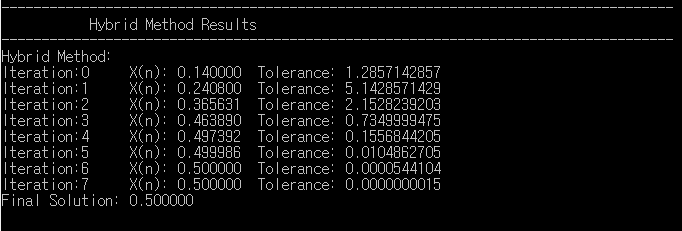 Hybrid Method Results
Hybrid Method:
Iteration:0 X(n): 0.140000 Tolerance: 1.2857142857
Iteration:1 X(n): 0.240800 Tolerance: 5.1428571429
Iteration:2 X(n): 0.365631 Tolerance: 2.1528239203
Iteration:3 X(n): 0.463890 Tolerance: 0.7349999475
Iteration:4 X(n): 0.497392 Tolerance: 0.1556844205
Iteration:5 X(n): 0.499986 Tolerance: 0.0104862705
Iteration:6 X(n): 0.500000 Tolerance: 0.0000544104
Iteration:7 X(n): 0.500000 Tolerance: 0.0000000015
Final Solution: 0.500000